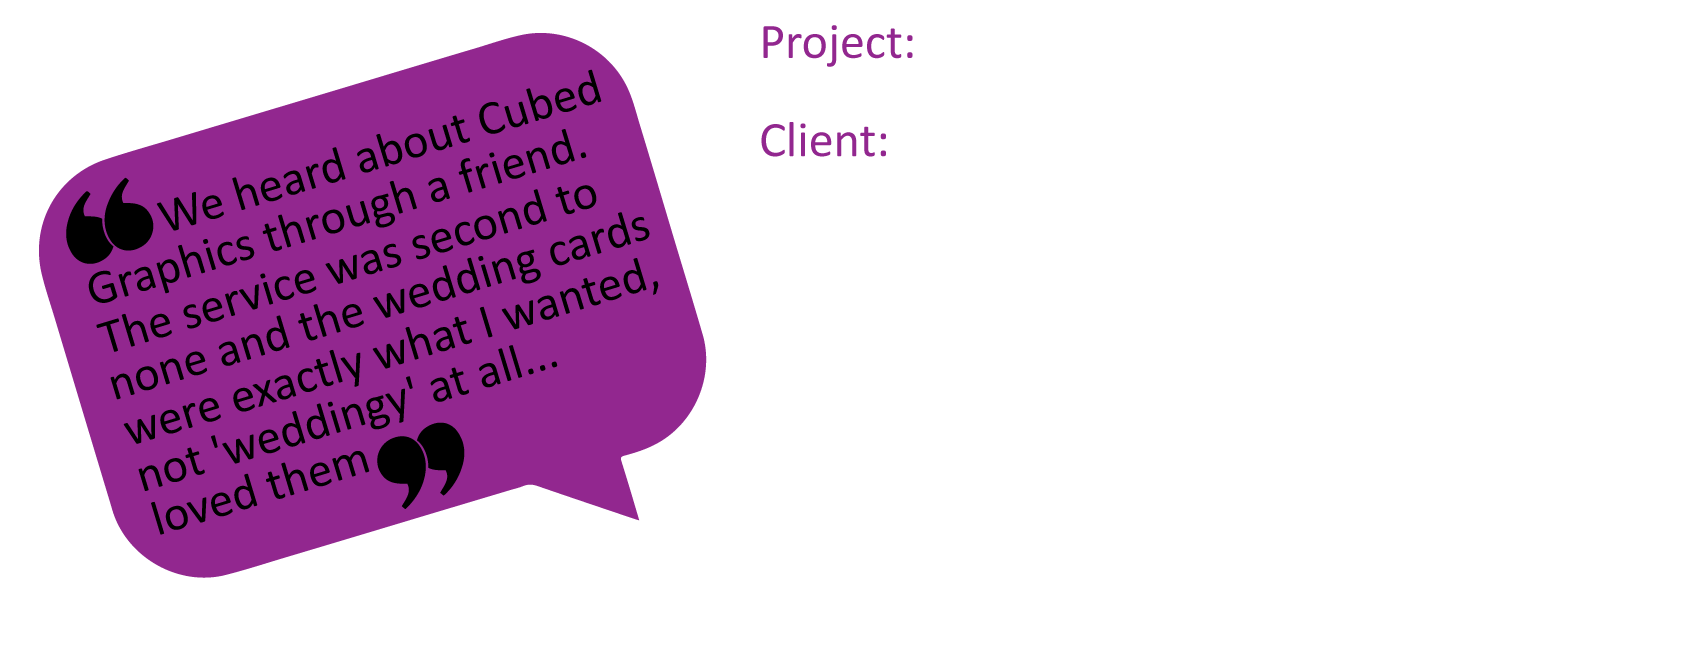 We heard about Cubed
Graphics through a friend.
The service was second to
none and the wedding cards
were exactly what I wanted,
not 'weddingy' at all...
loved them
Project:
Client: